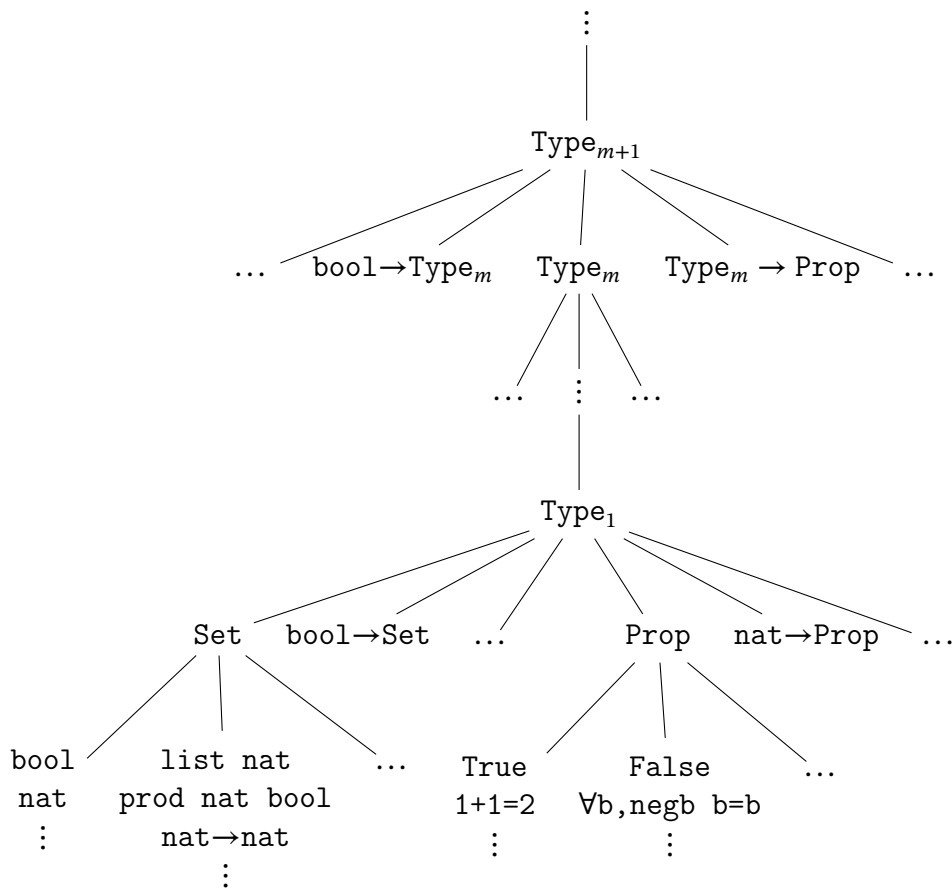 ⋮
Type_{m+1}
... bool→Type_m Type_m Type_m → Prop ...
... ⋮ ...
Type_1
Set bool→Set ... Prop nat→Prop ...
bool list nat ... True False ...
nat prod nat bool 1+1=2 ∀b,negb b=b
⋮ nat→nat ⋮ ⋮
⋮